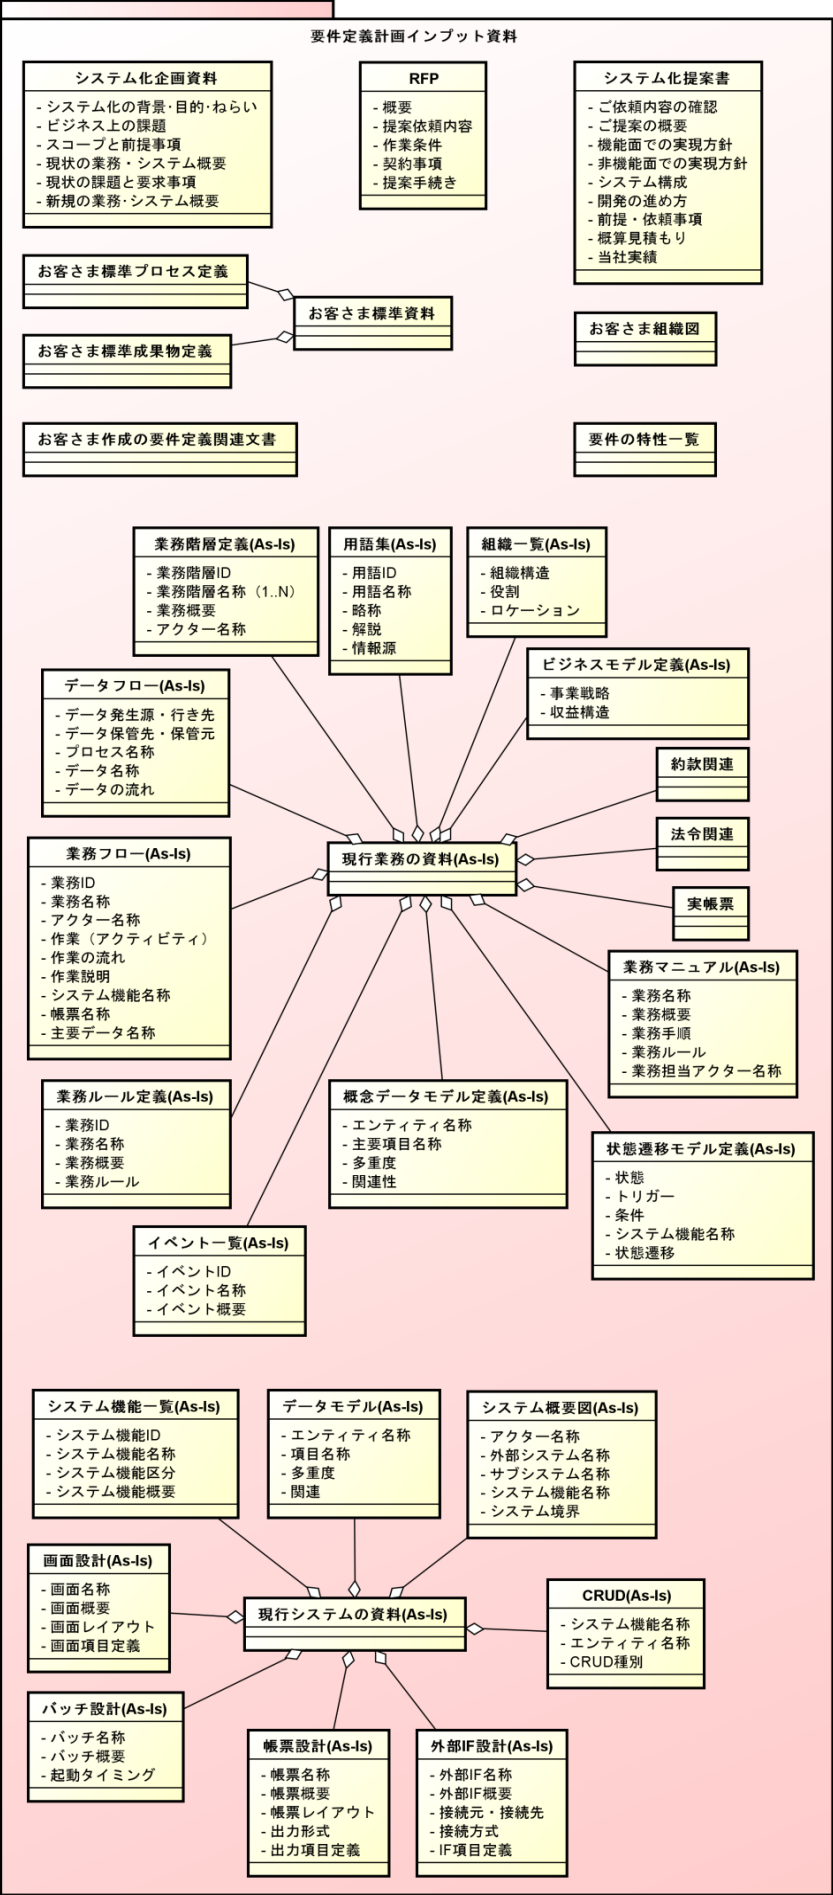 要件定義計画インプット資料
システム化企画資料
- システム化の背景･目的･ねらい
- ビジネス上の課題
- スコープと前提事項
- 現状の業務・システム概要
- 現状の課題と要求事項
- 新規の業務･システム概要
RFP
- 概要
- 提案依頼内容
- 作業条件
- 契約事項
- 提案手続き
システム化提案書
- ご依頼内容の確認
- ご提案の概要
- 機能面での実現方針
- 非機能面での実現方針
- システム構成
- 開発の進め方
- 前提・依頼事項
- 概算見積もり
- 当社実績
お客さま標準プロセス定義
お客さま標準資料
お客さま標準成果物定義
お客さま組織図
お客さま作成の要件定義関連文書
要件の特性一覧
業務階層定義(As-Is)
- 業務階層ID
- 業務階層名称（1..N）
- 業務概要
- アクター名称
用語集(As-Is)
- 用語ID
- 用語名称
- 略称
- 解説
- 情報源
組織一覧(As-Is)
- 組織構造
- 役割
- ロケーション
ビジネスモデル定義(As-Is)
- 事業戦略
- 収益構造
データフロー(As-Is)
- データ発生源・行き先
- データ保管先・保管元
- プロセス名称
- データ名称
- データの流れ
約款関連
法令関連
実帳票
現行業務の資料(As-Is)
業務フロー(As-Is)
- 業務ID
- 業務名称
- アクター名称
- 作業（アクティビティ）
- 作業の流れ
- 作業説明
- システム機能名称
- 帳票名称
- 主要データ名称
業務マニュアル(As-Is)
- 業務名称
- 業務概要
- 業務手順
- 業務ルール
- 業務担当アクター名称
業務ルール定義(As-Is)
- 業務ID
- 業務名称
- 業務概要
- 業務ルール
概念データモデル定義(As-Is)
- エンティティ名称
- 主要項目名称
- 多重度
- 関連性
状態遷移モデル定義(As-Is)
- 状態
- トリガー
- 条件
- システム機能名称
- 状態遷移
イベント一覧(As-Is)
- イベントID
- イベント名称
- イベント概要
システム機能一覧(As-Is)
- システム機能ID
- システム機能名称
- システム機能区分
- システム機能概要
データモデル(As-Is)
- エンティティ名称
- 項目名称
- 多重度
- 関連
システム概要図(As-Is)
- アクター名称
- 外部システム名称
- サブシステム名称
- システム機能名称
- システム境界
画面設計(As-Is)
- 画面名称
- 画面概要
- 画面レイアウト
- 画面項目定義
現行システムの資料(As-Is)
CRUD(As-Is)
- システム機能名称
- エンティティ名称
- CRUD種別
バッチ設計(As-Is)
- バッチ名称
- バッチ概要
- 起動タイミング
帳票設計(As-Is)
- 帳票名称
- 帳票概要
- 帳票レイアウト
- 出力形式
- 出力項目定義
外部IF設計(As-Is)
- 外部IF名称
- 外部IF概要
- 接続元・接続先
- 接続方式
- IF項目定義